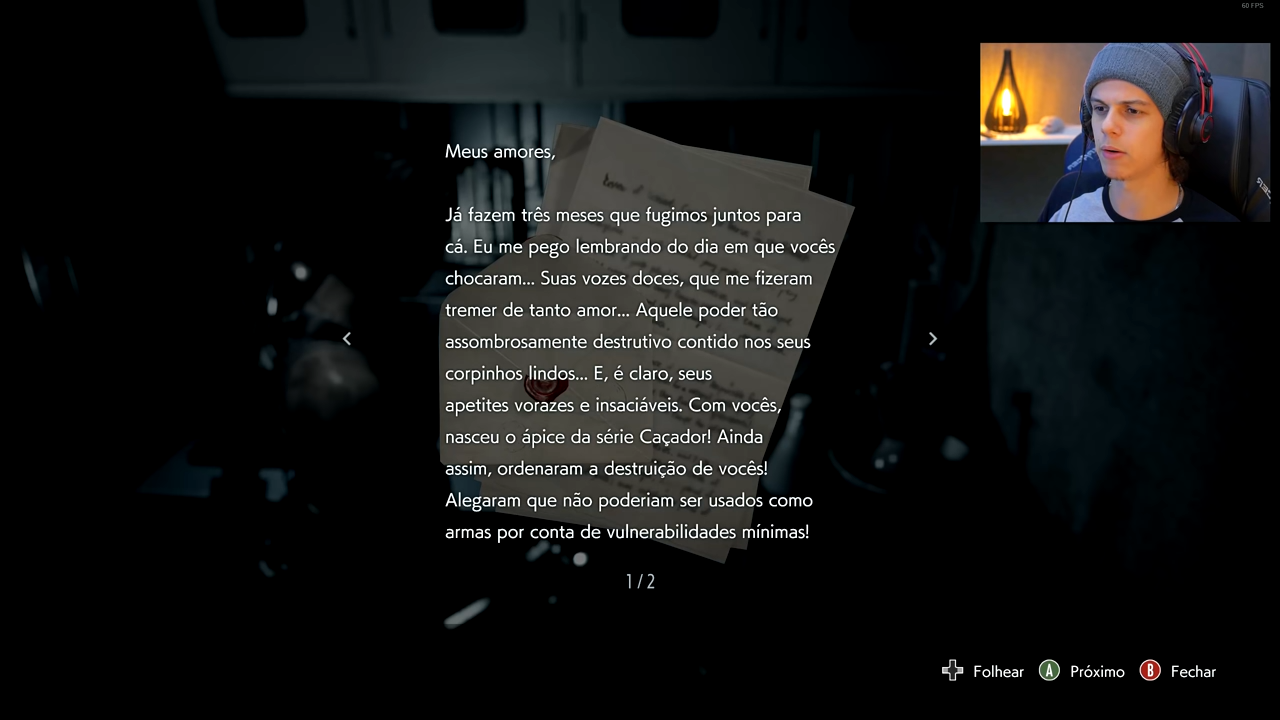 60 FPS
Meus amores,
Já fazem três meses que fugimos juntos para
cá. Eu me pego lembrando do dia em que vocês
chocaram... Suas vozes doces, que me fizeram
tremer de tanto amor... Aquele poder tão
assombrosamente destrutivo contido nos seus
corpinhos lindos... E, é claro, seus
apetites vorazes e insaciáveis. Com vocês,
nasceu o ápice da série Caçador! Ainda
assim, ordenaram a destruição de vocês!
Alegaram que não poderiam ser usados como
armas por conta de vulnerabilidades mínimas!
1 / 2
Folhear A Próximo B Fechar